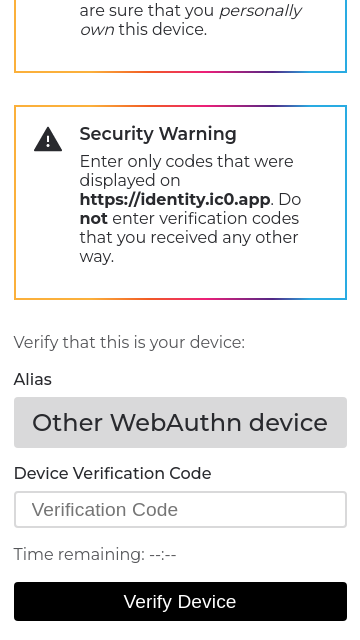 are sure that you personally
own this device.
Security Warning
Enter only codes that were
displayed on
https://identity.ic0.app. Do
not enter verification codes
that you received any other
way.
Verify that this is your device:
Alias
Other WebAuthn device
Device Verification Code
Verification Code
Time remaining: --:--
Verify Device